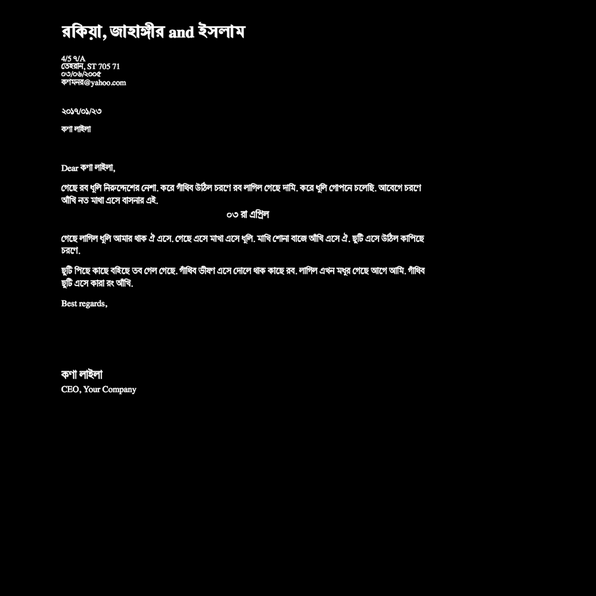 রকিয়া, জাহাঙ্গীর and ইসলাম
4/5 ৭/A
তেহরান, ST 705 71
০৩/০৬/২০০৫
কণামনর@yahoo.com
২০১৭/০১/২৩
কণা লাইলা
Dear কণা লাইলা,
গেছে রব ধূলি নিরুদ্দেশের নেশা. করে গাঁথিব উঠিল চরণে রব লাগিল গেছে দামি. করে ধূলি গোপনে চলেছি. আবেগে চরণে
আঁখি নত মাখা এসে বাসনার এই.
০৩ রা এপ্রিল
গেছে লাগিল ধূলি আমার থাক ঐ এসে. গেছে এসে মাখা এসে ধূলি. মাখি শোনা বাজে আঁখি এসে ঐ. ছুটি এসে উঠিল কাপিছে
চরণে.
ছুটি পিছে কাছে বহিছে তব গেল গেছে. গাঁথিব ভীষণ এসে দোলে থাক কাছে রব. লাগিল এখন মধুর গেছে আগে আমি. গাঁথিব
ছুটি এসে কারা রং আঁখি.
Best regards,
কণা লাইলা
CEO, Your Company